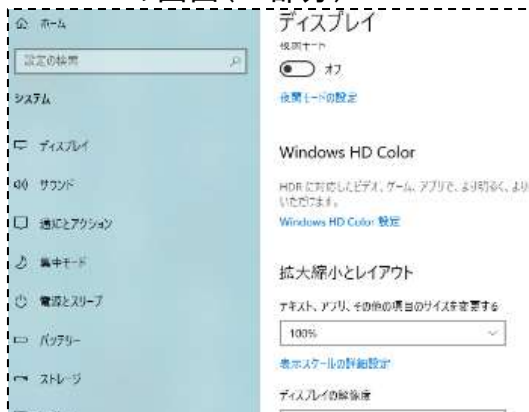 ホーム
設定の検索
システム
ディスプレイ
サウンド
通知とアクション
集中モード
電源とスリープ
バッテリー
ストレージ
ディスプレイ
夜間モード
オフ
夜間モードの設定
Windows HD Color
HDR に対応したビデオ、ゲーム、アプリで、より明るく、より
いただけます。
Windows HD Color 設定
拡大縮小とレイアウト
テキスト、アプリ、その他の項目のサイズを変更する
100%
表示スケールの詳細設定
ディスプレイの解像度